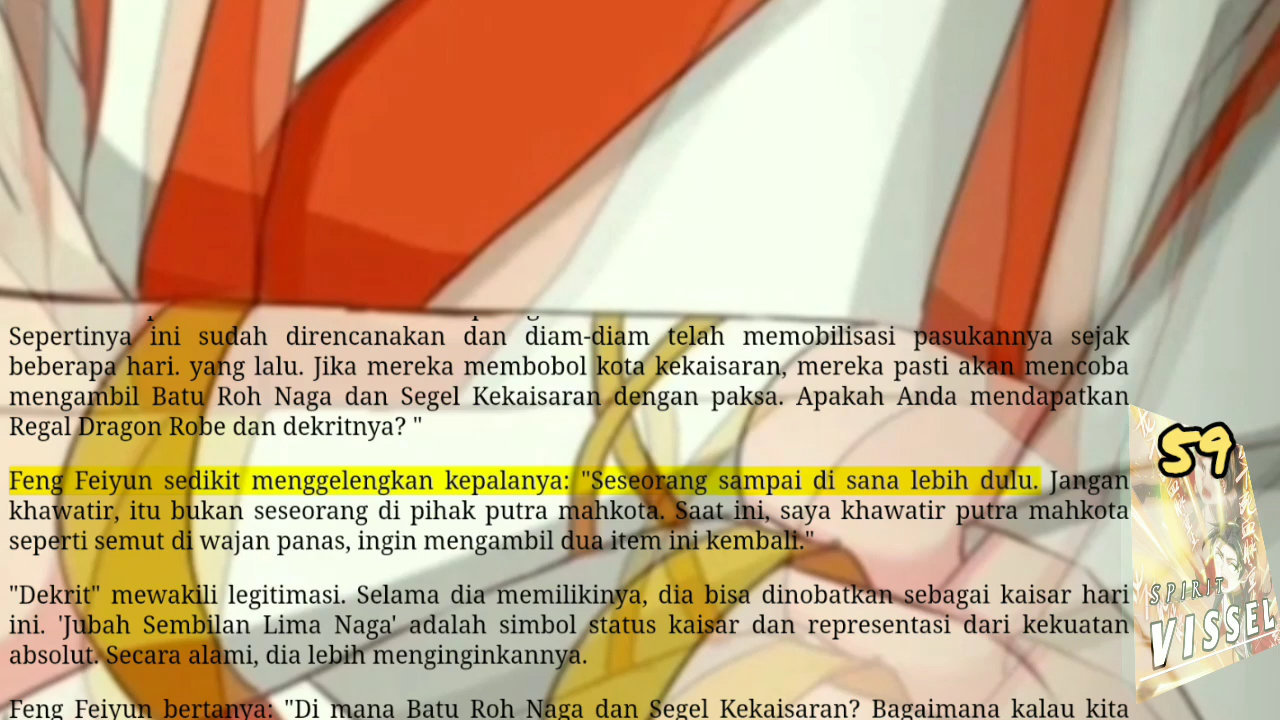 Sepertinya ini sudah direncanakan dan diam-diam telah memobilisasi pasukannya sejak
beberapa hari. yang lalu. Jika mereka membobol kota kekaisaran, mereka pasti akan mencoba
mengambil Batu Roh Naga dan Segel Kekaisaran dengan paksa. Apakah Anda mendapatkan
Regal Dragon Robe dan dekritnya? "
Feng Feiyun sedikit menggelengkan kepalanya: "Seseorang sampai di sana lebih dulu. Jangan
khawatir, itu bukan seseorang di pihak putra mahkota. Saat ini, saya khawatir putra mahkota
seperti semut di wajan panas, ingin mengambil dua item ini kembali."
"Dekrit" mewakili legitimasi. Selama dia memilikinya, dia bisa dinobatkan sebagai kaisar hari
ini. 'Jubah Sembilan Lima Naga' adalah simbol status kaisar dan representasi dari kekuatan
absolut. Secara alami, dia lebih menginginkannya.
Feng Feiyun bertanya: "Di mana Batu Roh Naga dan Segel Kekaisaran? Bagaimana kalau kita
59
SPIRIT
VISSEL